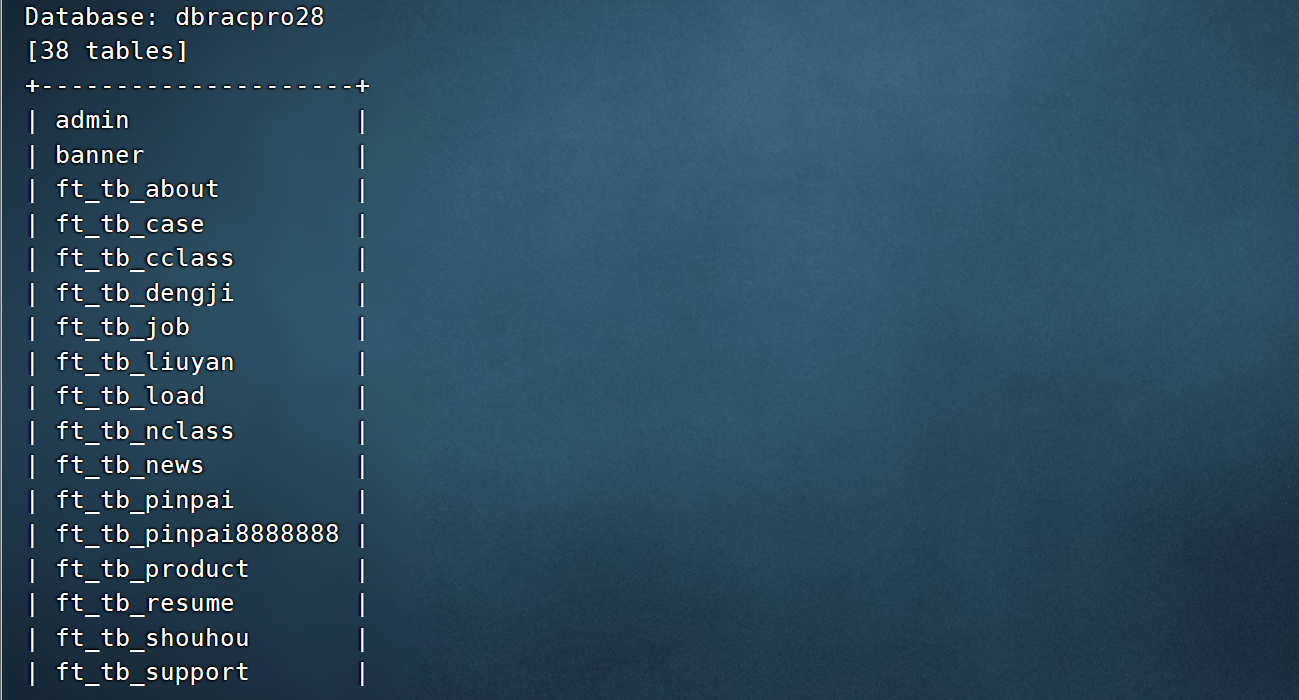 Database: dbracpro28
[38 tables]
+---------------------+
| admin               |
| banner              |
| ft_tb_about         |
| ft_tb_case          |
| ft_tb_cclass        |
| ft_tb_dengji        |
| ft_tb_job           |
| ft_tb_liuyan        |
| ft_tb_load          |
| ft_tb_nclass        |
| ft_tb_news          |
| ft_tb_pinpai        |
| ft_tb_pinpai8888888 |
| ft_tb_product       |
| ft_tb_resume        |
| ft_tb_shouhou       |
| ft_tb_support       |